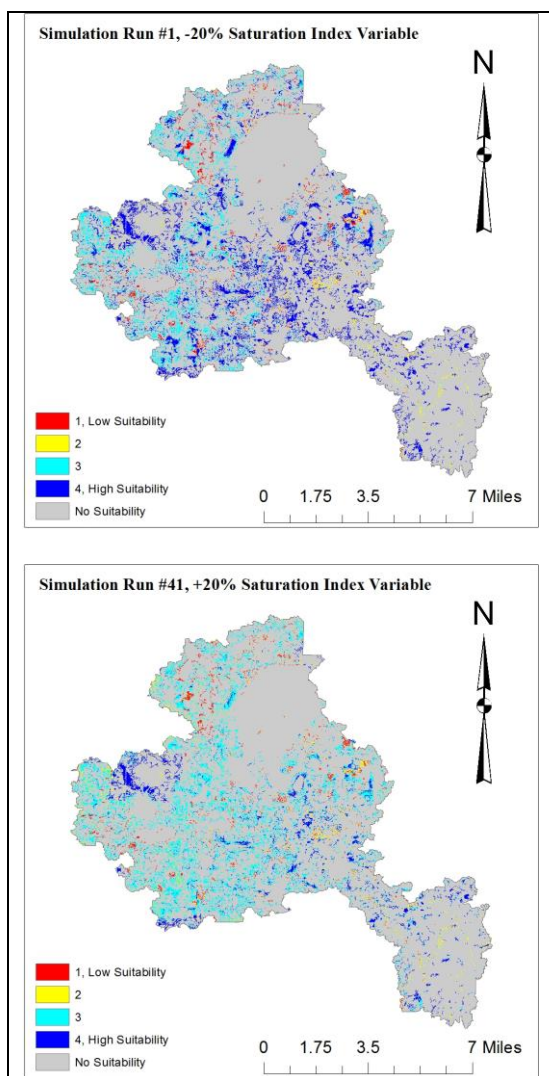 Simulation Run #1, -20% Saturation Index Variable
N
1, Low Suitability
2
3
4, High Suitability
No Suitability
0 1.75 3.5 7 Miles
Simulation Run #41, +20% Saturation Index Variable
N
1, Low Suitability
2
3
4, High Suitability
No Suitability
0 1.75 3.5 7 Miles